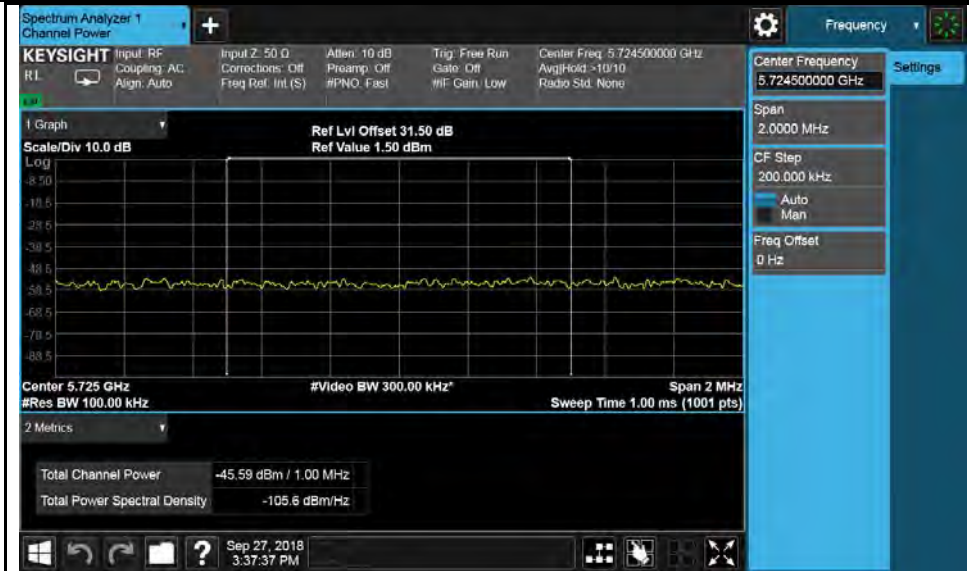 Spectrum Analyzer 1
Channel Power
+
Frequency
KEYSIGHT
RL
Input: RF
Coupling: AC
Align: Auto
Input Z: 50 Ω
Corrections: Off
Freq Ref: Int (S)
Atten: 10 dB
Preamp: Off
#PNO: Fast
Trig: Free Run
Gate: Off
#IF Gain: Low
Center Freq: 5.724500000 GHz
Avg|Hold:>10/10
Radio Std: None
Center Frequency
5.724500000 GHz
Settings
Span
2.0000 MHz
CF Step
200.000 kHz
Auto
Man
Freq Offset
0 Hz
1 Graph
Scale/Div 10.0 dB
Ref Lvl Offset 31.50 dB
Ref Value 1.50 dBm
Log
-8.50
-18.5
-28.5
-38.5
-48.5
-58.5
-68.5
-78.5
-88.5
Center 5.725 GHz
#Res BW 100.00 kHz
#Video BW 300.00 kHz*
Span 2 MHz
Sweep Time 1.00 ms (1001 pts)
2 Metrics
Total Channel Power
-45.59 dBm / 1.00 MHz
Total Power Spectral Density
-105.6 dBm/Hz
?
Sep 27, 2018
3:37:37 PM